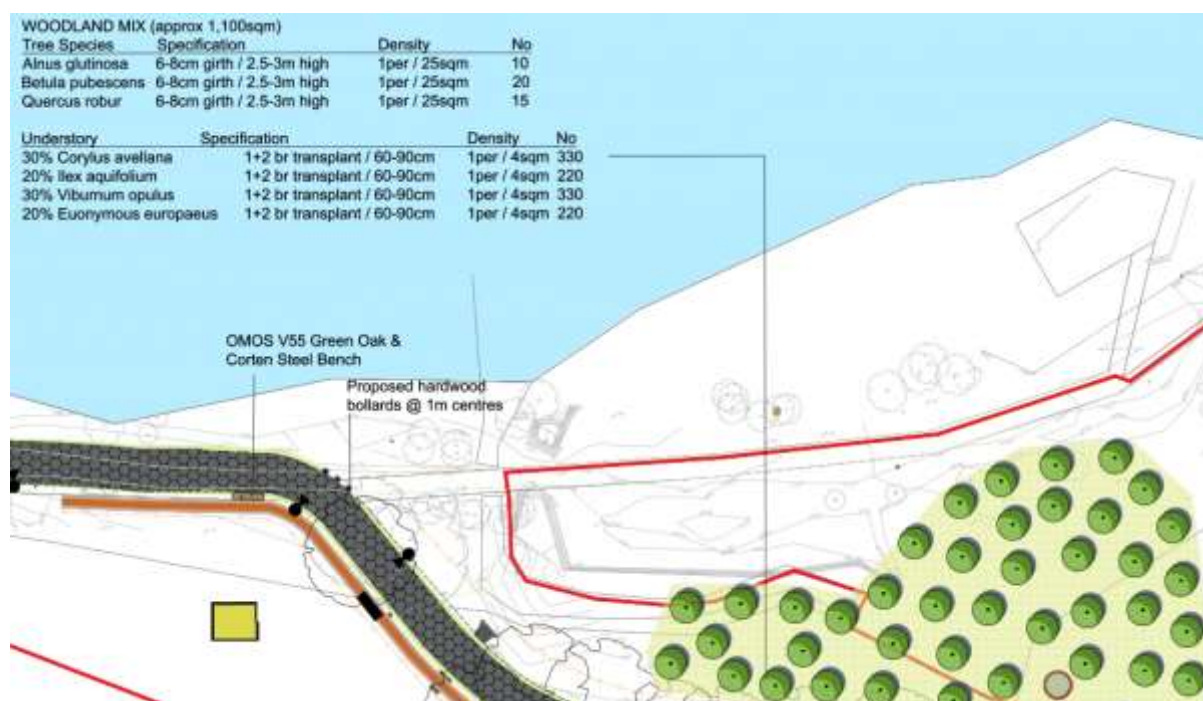 WOODLAND MIX (approx 1,100sqm)
Tree Species Specification Density No
Alnus glutinosa 6-8cm girth / 2.5-3m high 1per / 25sqm 10
Betula pubescens 6-8cm girth / 2.5-3m high 1per / 25sqm 20
Quercus robur 6-8cm girth / 2.5-3m high 1per / 25sqm 15
Understory Specification Density No
30% Corylus avellana 1+2 br transplant / 60-90cm 1per / 4sqm 330
20% Ilex aquifolium 1+2 br transplant / 60-90cm 1per / 4sqm 220
30% Viburnum opulus 1+2 br transplant / 60-90cm 1per / 4sqm 330
20% Euonymous europaeus 1+2 br transplant / 60-90cm 1per / 4sqm 220
OMOS V55 Green Oak &
Corten Steel Bench
Proposed hardwood
bollards @ 1m centres